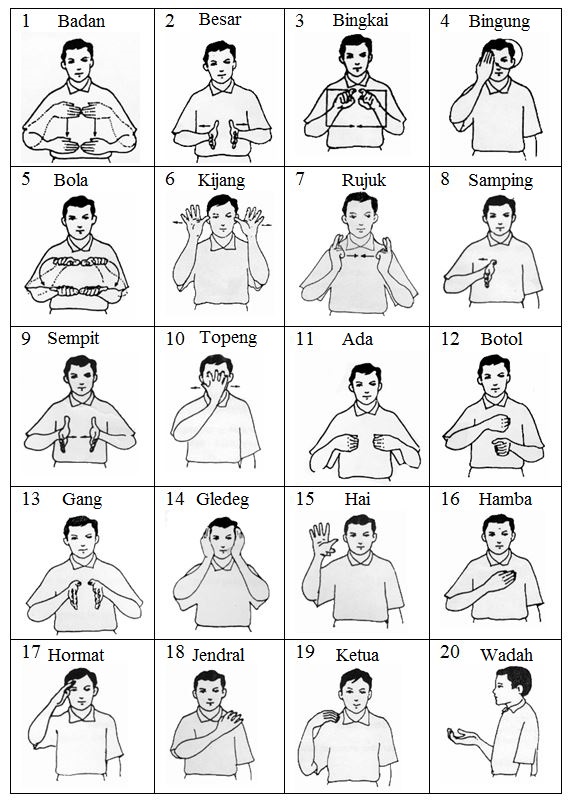 1 Badan
2 Besar
3 Bingkai
4 Bingung
5 Bola
6 Kijang
7 Rujuk
8 Samping
9 Sempit
10 Topeng
11 Ada
12 Botol
13 Gang
14 Gledeg
15 Hai
16 Hamba
17 Hormat
18 Jendral
19 Ketua
20 Wadah